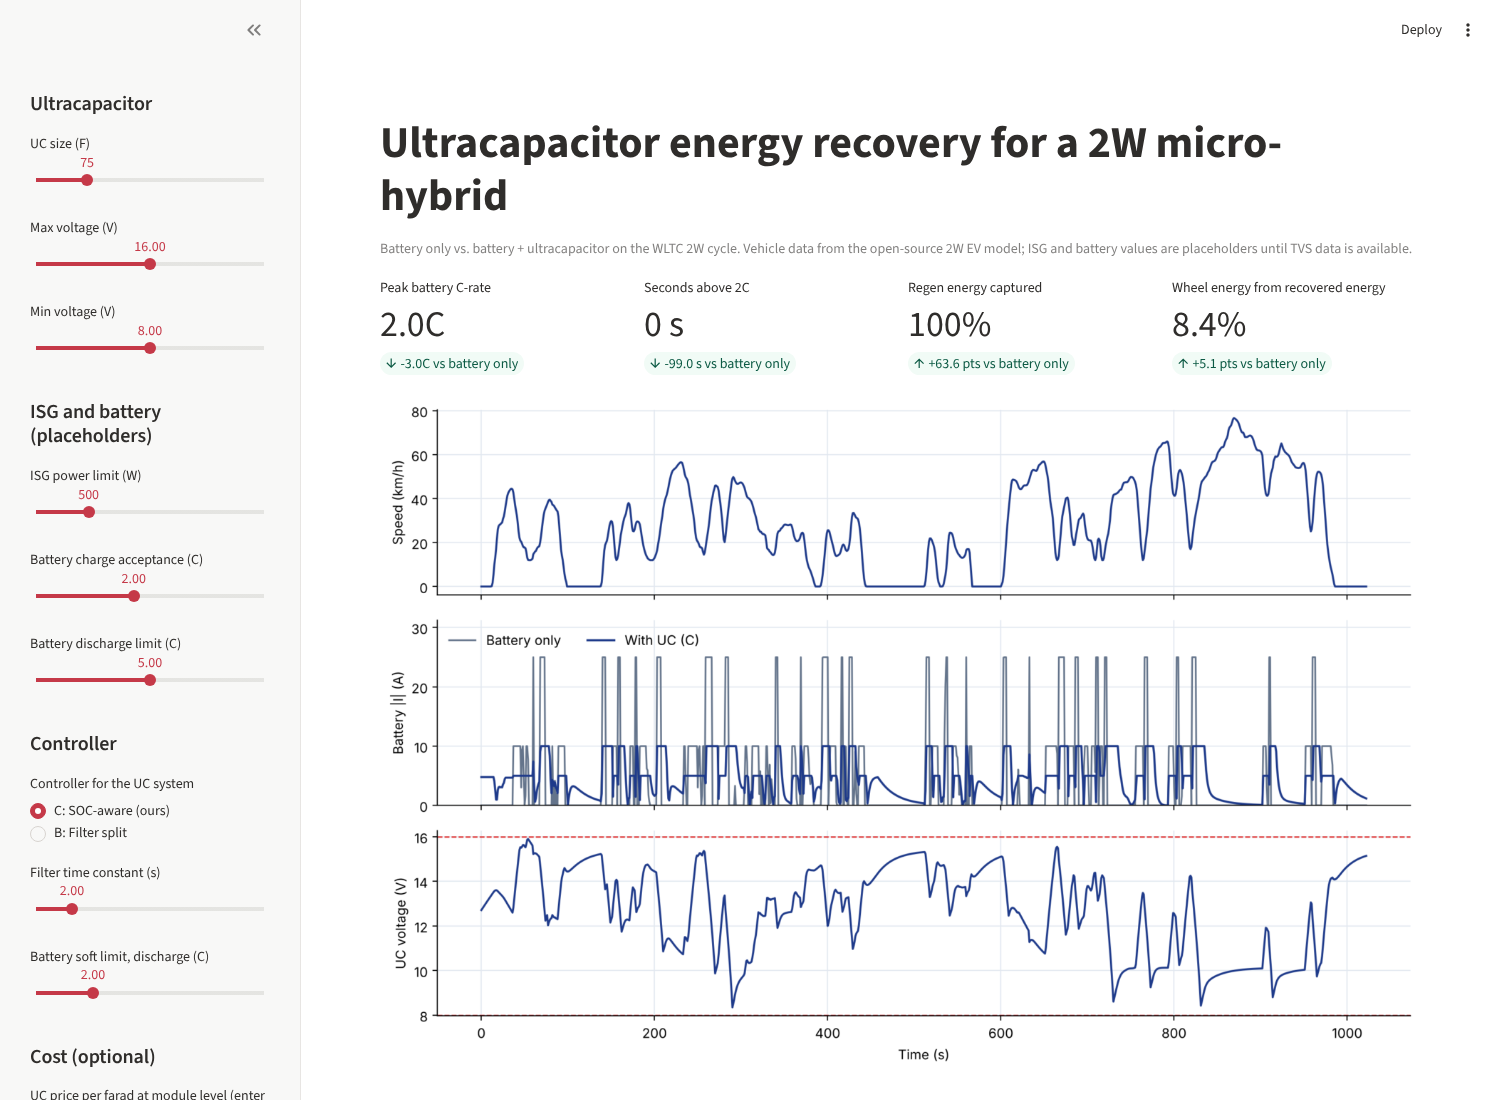 Deploy
Ultracapacitor
UC size (F)
75
Max voltage (V)
16.00
Min voltage (V)
8.00
ISG and battery
(placeholders)
ISG power limit (W)
500
Battery charge acceptance (C)
2.00
Battery discharge limit (C)
5.00
Controller
Controller for the UC system
C: SOC-aware (ours)
B: Filter split
Filter time constant (s)
2.00
Battery soft limit, discharge (C)
2.00
Cost (optional)
UC price per farad at module level (enter
Ultracapacitor energy recovery for a 2W micro-
hybrid
Battery only vs. battery + ultracapacitor on the WLTC 2W cycle. Vehicle data from the open-source 2W EV model; ISG and battery values are placeholders until TVS data is available.
Peak battery C-rate
2.0C
↓ -3.0C vs battery only
Seconds above 2C
0 s
↓ -99.0 s vs battery only
Regen energy captured
100%
↑ +63.6 pts vs battery only
Wheel energy from recovered energy
8.4%
↑ +5.1 pts vs battery only
Speed (km/h)
80
60
40
20
0
Battery |I| (A)
30
20
10
0
Battery only
With UC (C)
UC voltage (V)
16
14
12
10
8
0 200 400 600 800 1000
Time (s)